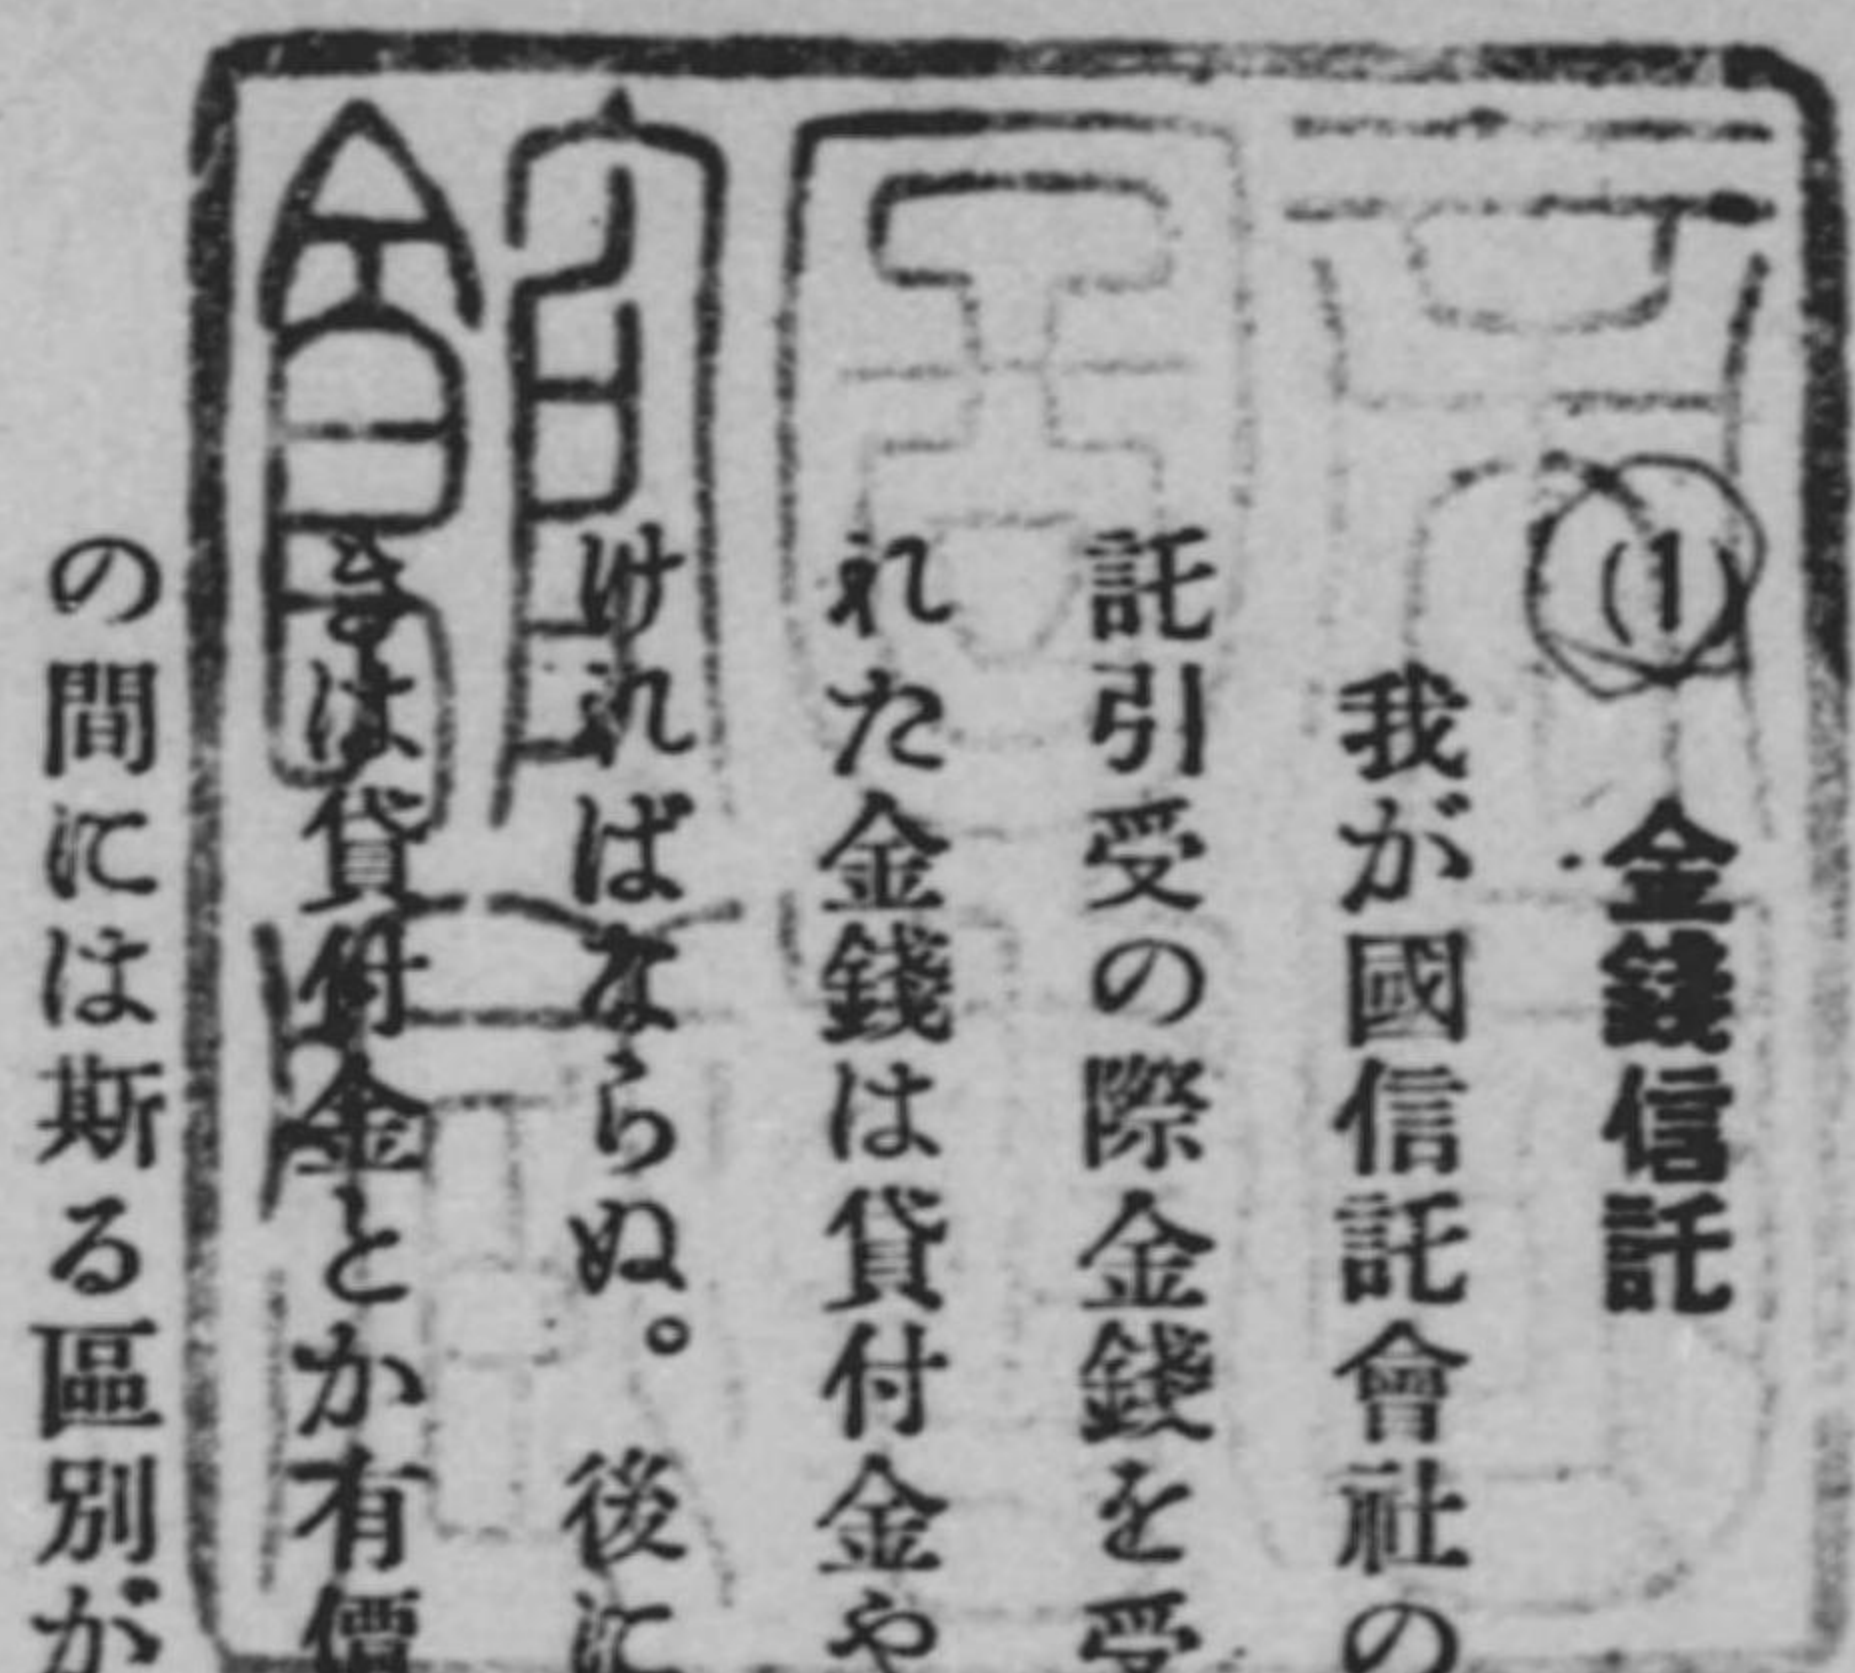 (1) 金錢信託
我が國信託會社の
託引受の際金錢を受
れた金錢は貸付金や
ければならぬ。後に
きは貸付金とか有價
の間には斯る區別が